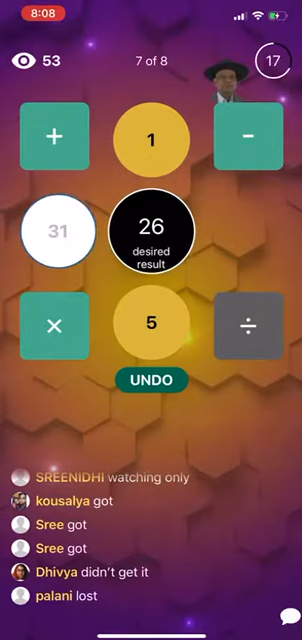 8:08
53
7 of 8
17
+
1
-
31
26
desired
result
×
5
÷
UNDO
SREENIDHI watching only
kousalya got
Sree got
Sree got
Dhivya didn't get it
palani lost